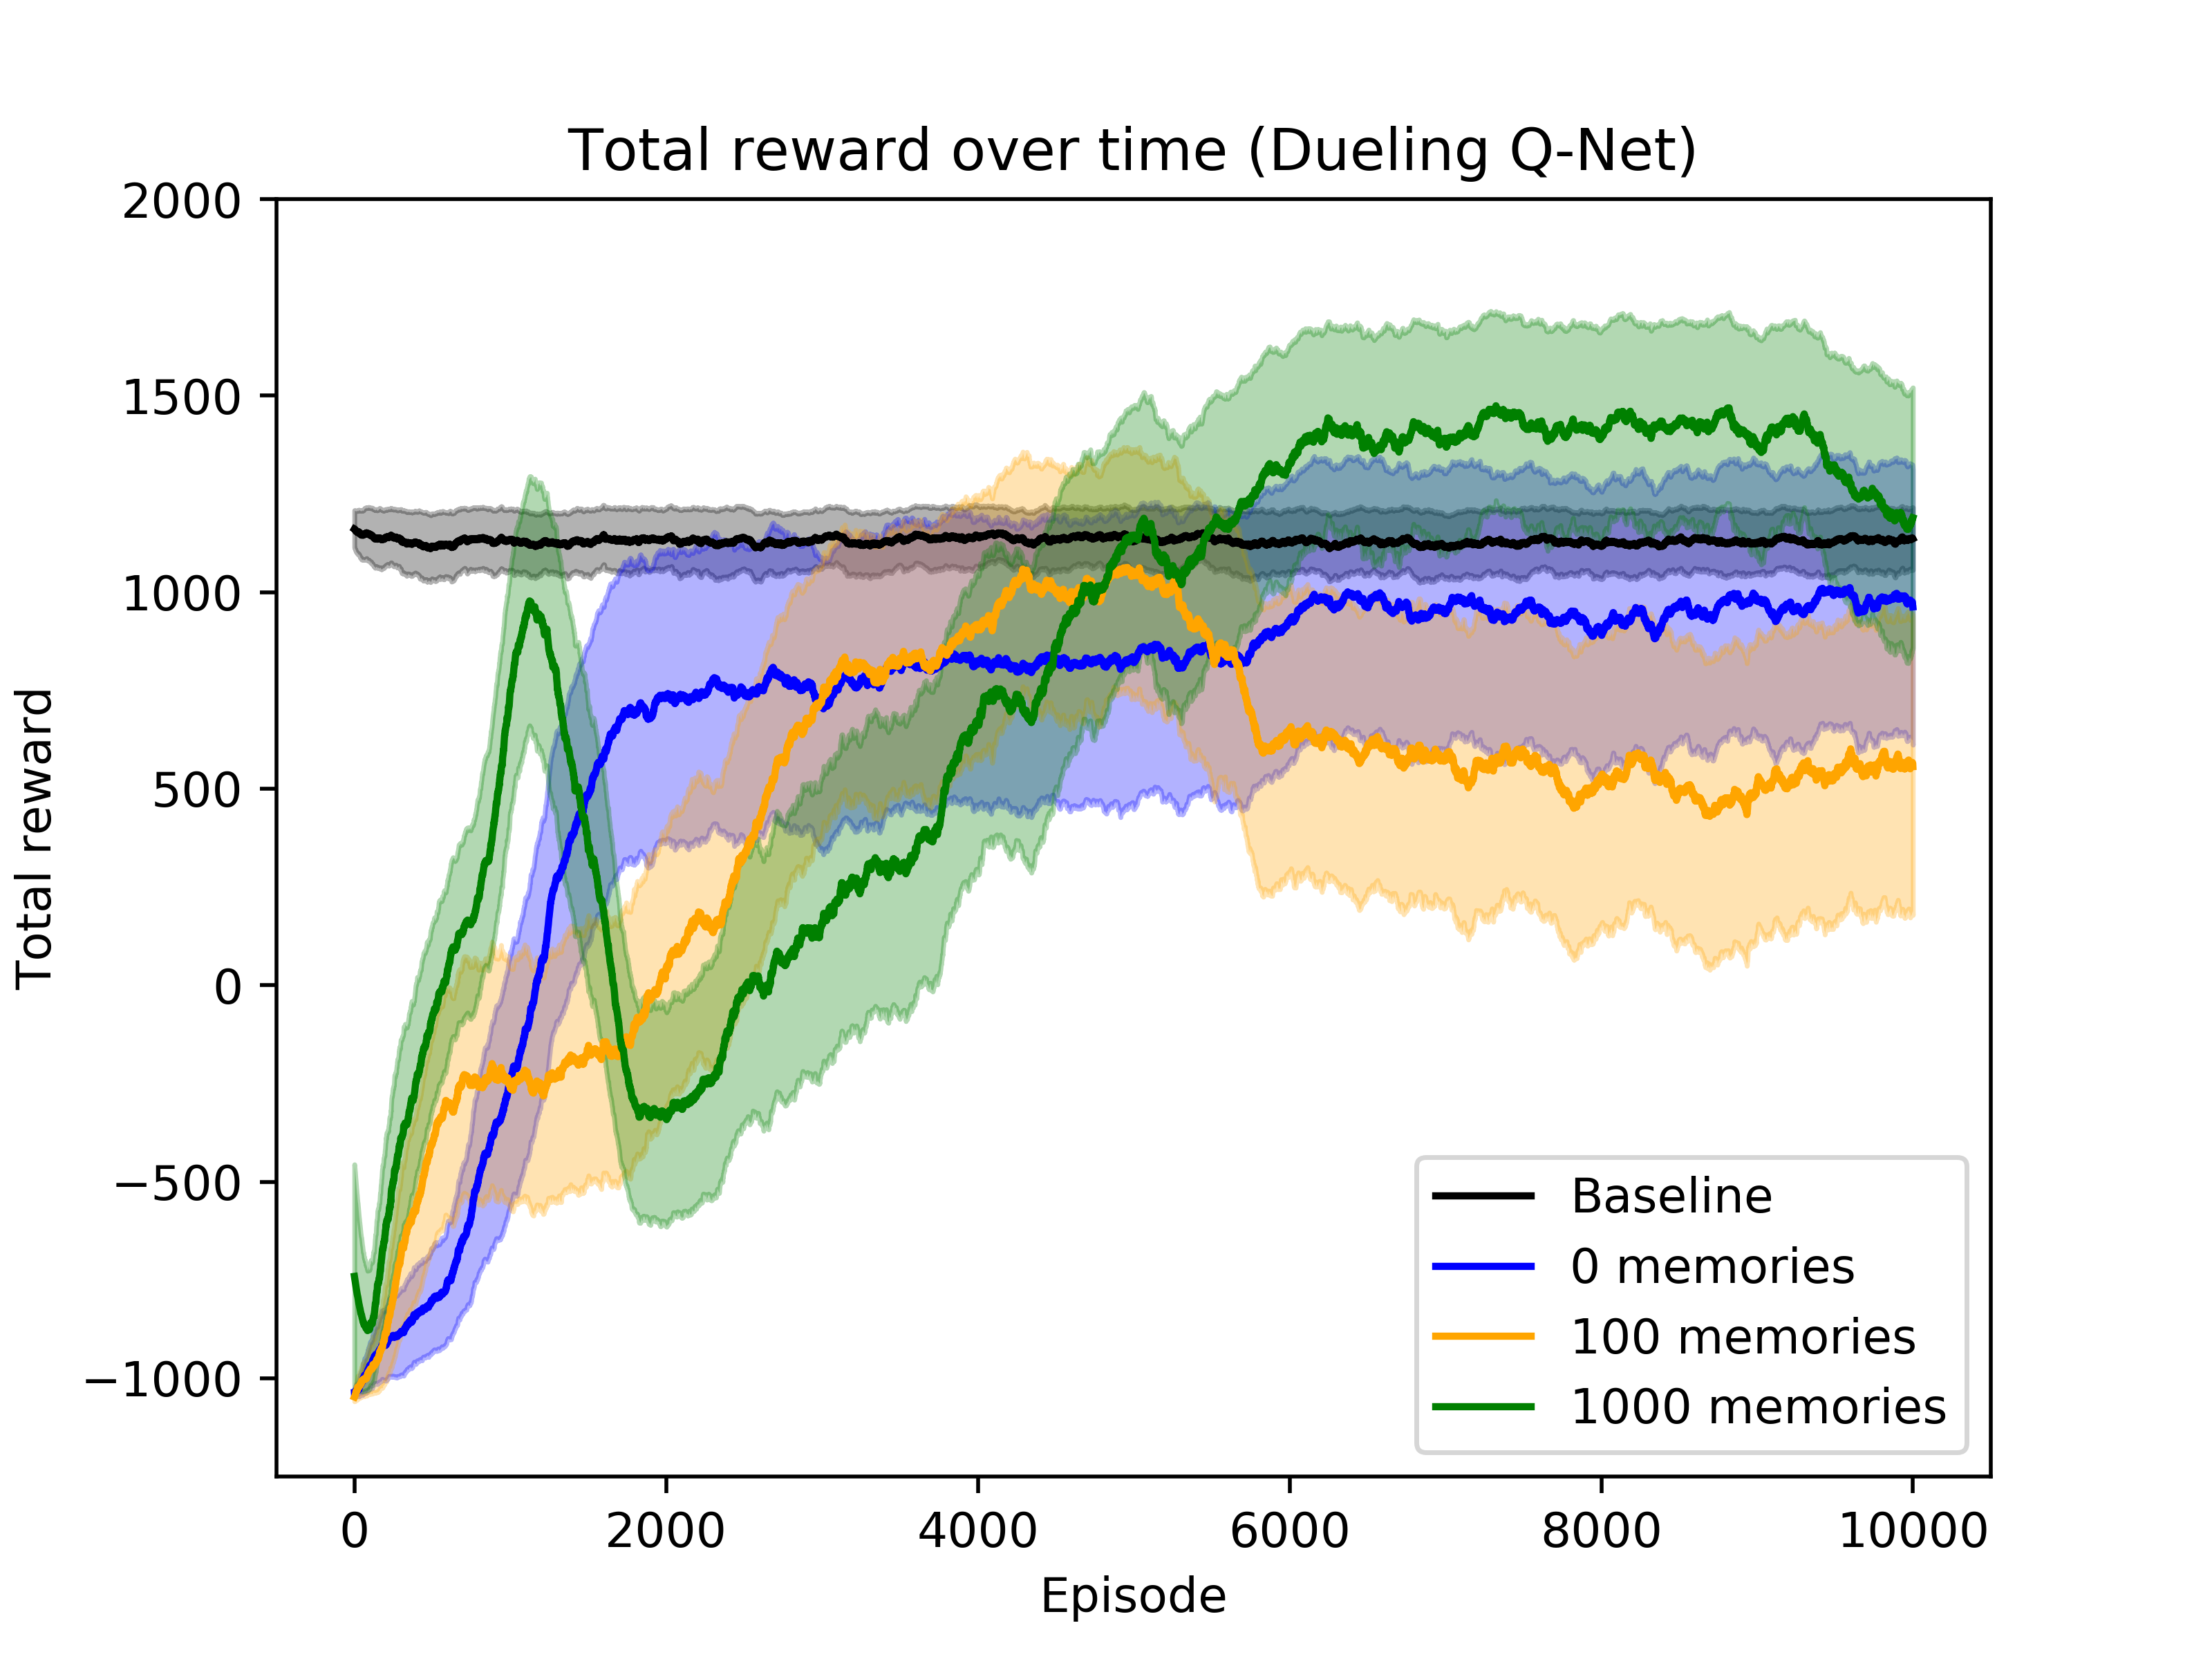 Total reward over time (Dueling Q-Net)
2000
1500
1000
500
0
−500
−1000
Total reward
0 2000 4000 6000 8000 10000
Episode
Baseline
0 memories
100 memories
1000 memories